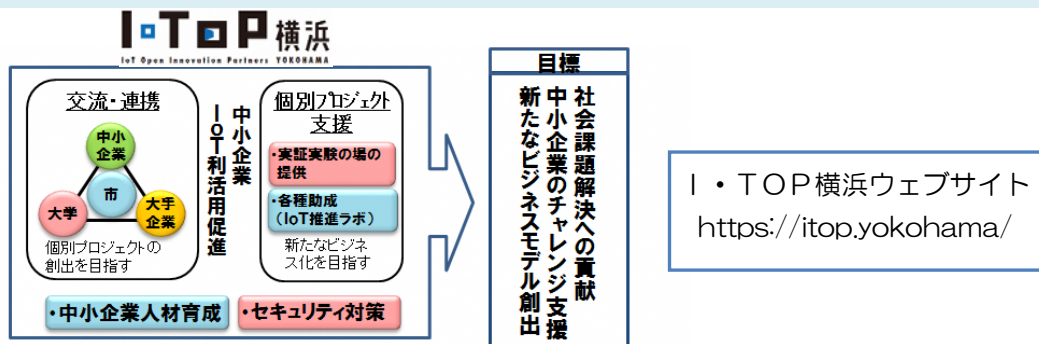 I・TOP横浜
IoT Open Innovation Partners YOKOHAMA
交流・連携
中小
企業
市
大学
大手
企業
個別プロジェクトの
創出を目指す
中小企業
IoT利活用促進
個別プロジェクト
支援
・実証実験の場の
提供
・各種助成
（IoT推進ラボ）
新たなビジネ
ス化を目指す
・中小企業人材育成
・セキュリティ対策
目標
社会課題解決への貢献
中小企業のチャレンジ支援
新たなビジネスモデル創出
I・TOP横浜ウェブサイト
https://itop.yokohama/